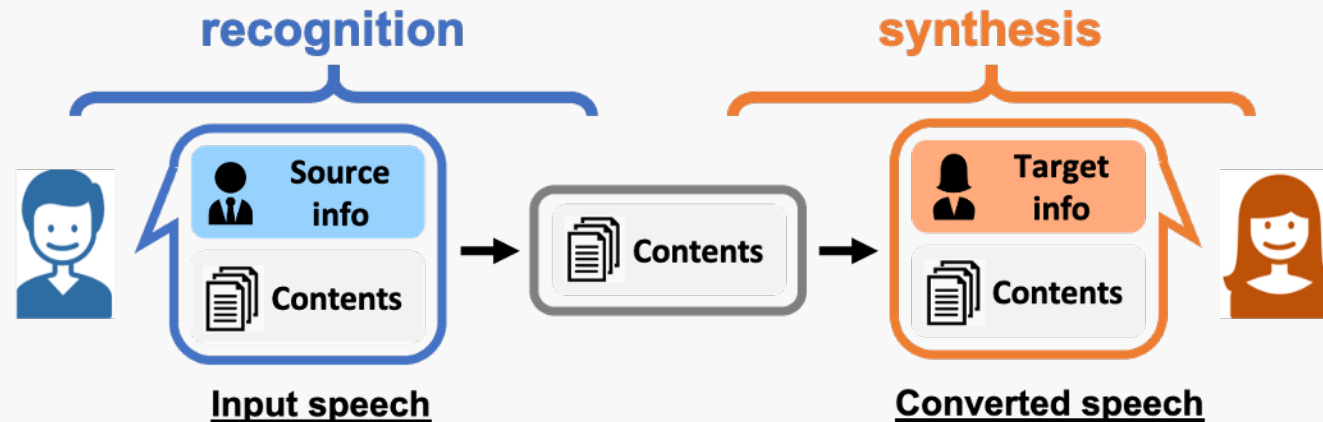 recognition
synthesis
Source
info
Contents
Contents
Target
info
Contents
Input speech
Converted speech